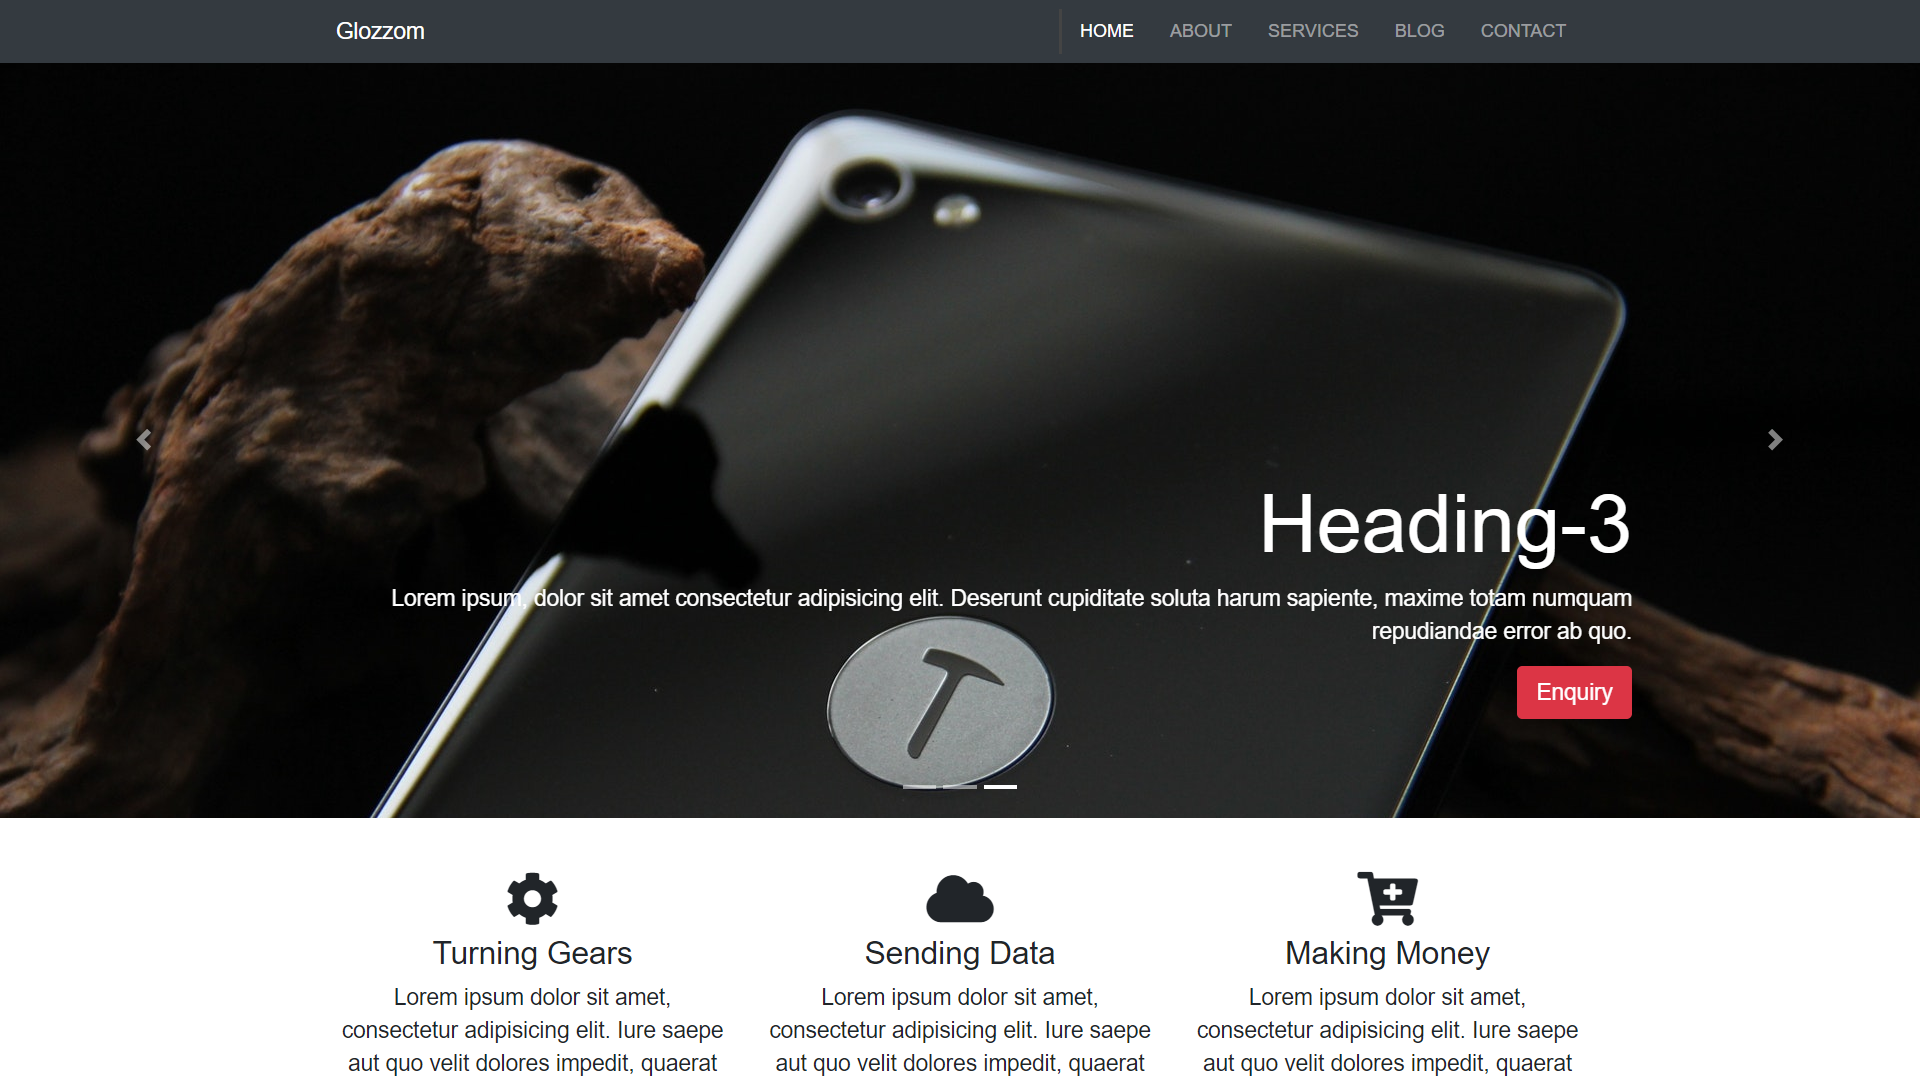 Glozzom
HOME ABOUT SERVICES BLOG CONTACT
Heading-3
Lorem ipsum, dolor sit amet consectetur adipisicing elit. Deserunt cupiditate soluta harum sapiente, maxime totam numquam
repudiandae error ab quo.
Enquiry
Turning Gears
Lorem ipsum dolor sit amet,
consectetur adipisicing elit. Iure saepe
aut quo velit dolores impedit, quaerat
Sending Data
Lorem ipsum dolor sit amet,
consectetur adipisicing elit. Iure saepe
aut quo velit dolores impedit, quaerat
Making Money
Lorem ipsum dolor sit amet,
consectetur adipisicing elit. Iure saepe
aut quo velit dolores impedit, quaerat